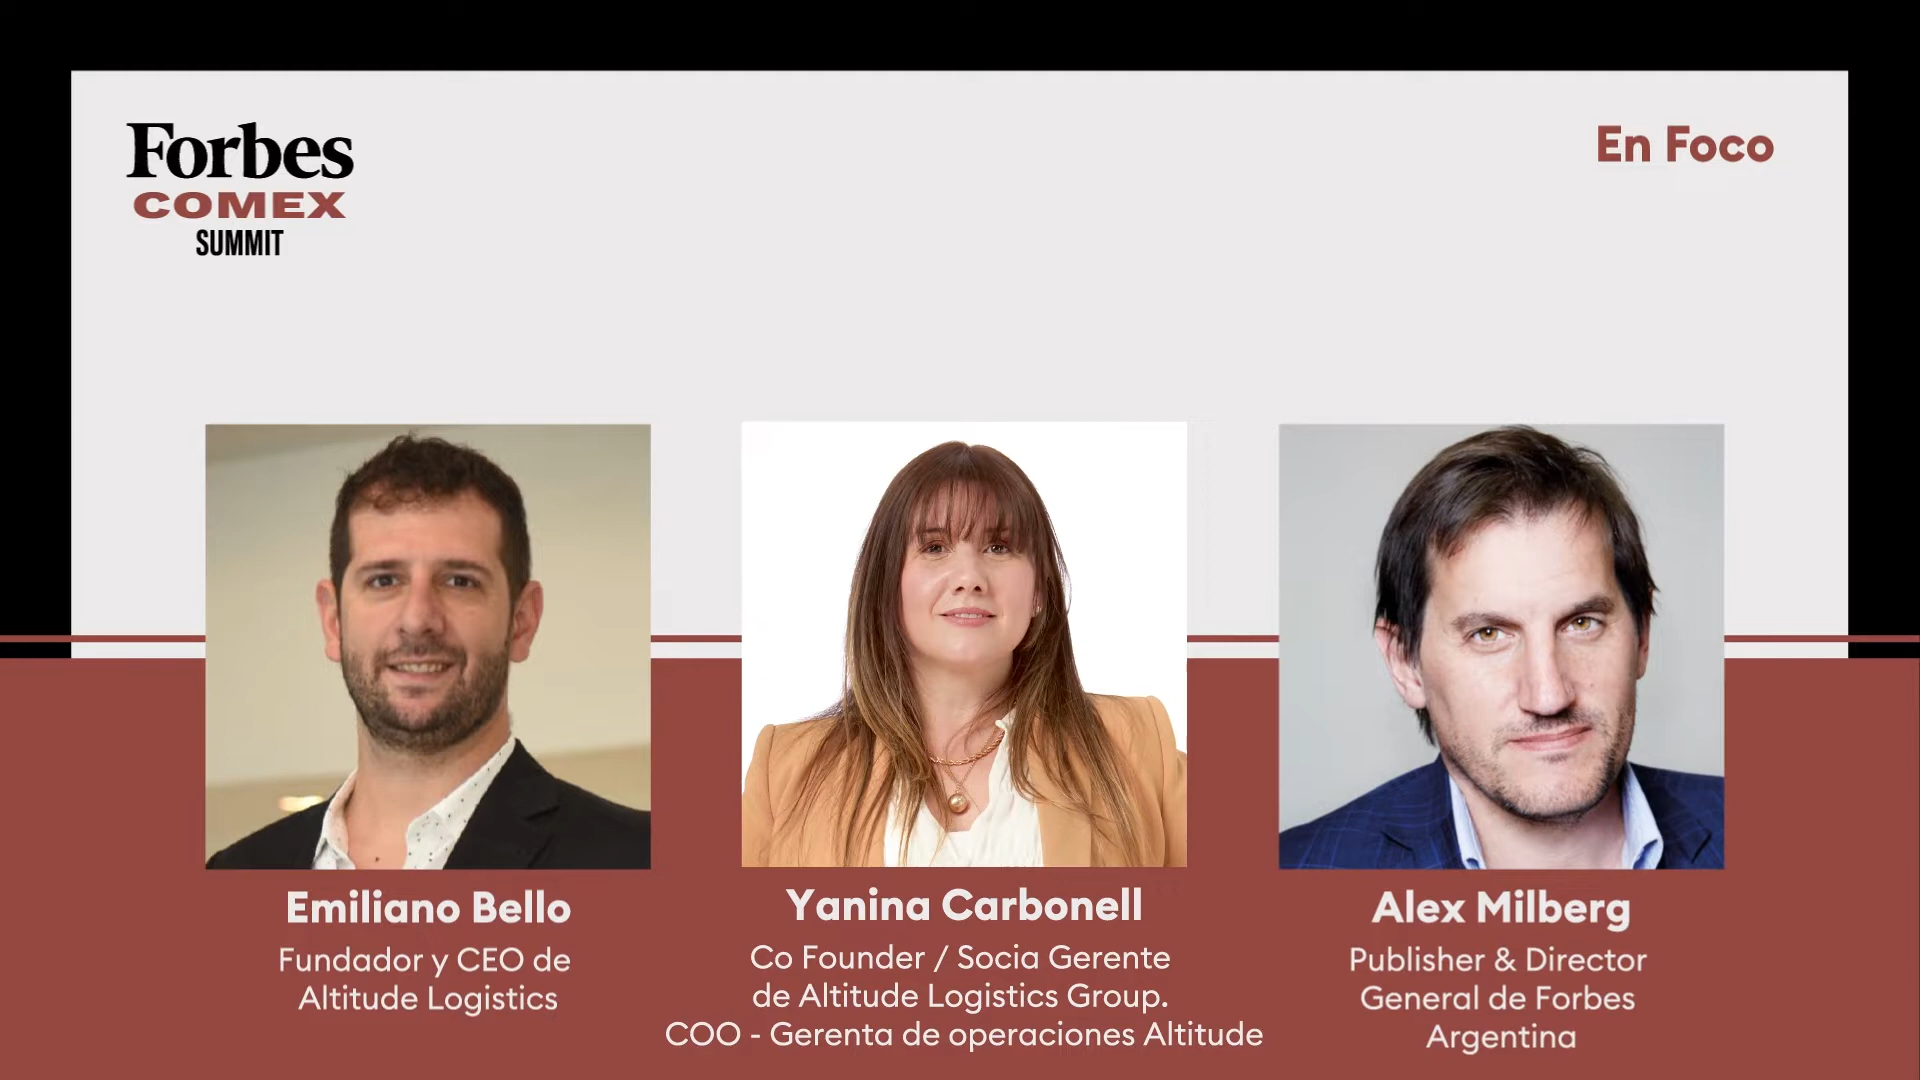 Forbes
COMEX
SUMMIT
En Foco
Emiliano Bello
Fundador y CEO de
Altitude Logistics
Yanina Carbonell
Co Founder / Socia Gerente
de Altitude Logistics Group.
COO - Gerenta de operaciones Altitude
Alex Milberg
Publisher & Director
General de Forbes
Argentina